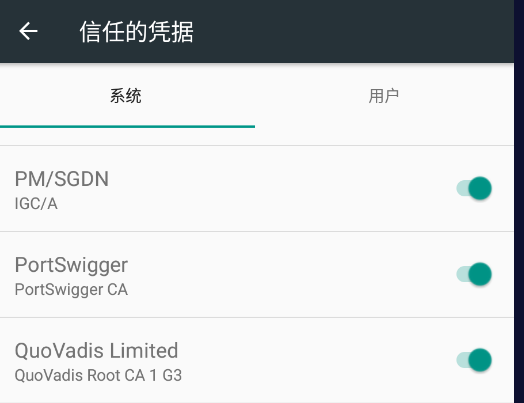 信任的凭据
系统
用户
PM/SGDN
IGC/A
PortSwigger
PortSwigger CA
QuoVadis Limited
QuoVadis Root CA 1 G3